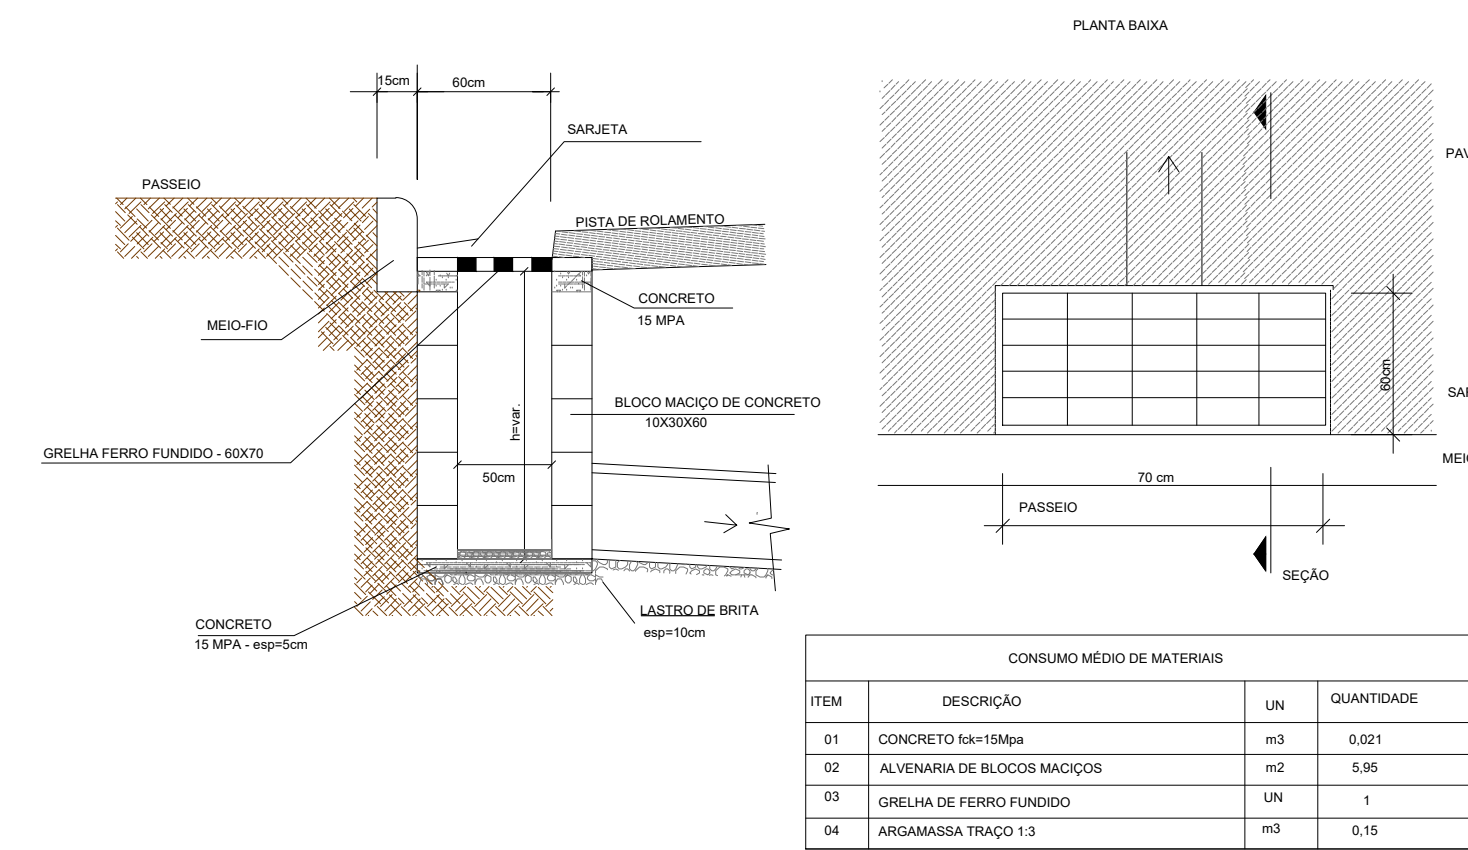 PLANTA BAIXA
15cm
60cm
SARJETA
PASSEIO
PISTA DE ROLAMENTO
CONCRETO
15 MPA
MEIO-FIO
BLOCO MACIÇO DE CONCRETO
10X30X60
h=var.
GRELHA FERRO FUNDIDO - 60X70
50cm
CONCRETO
15 MPA - esp=5cm
LASTRO DE BRITA
esp=10cm
PAV
60cm
SAR
MEIO
70 cm
PASSEIO
SEÇÃO
CONSUMO MÉDIO DE MATERIAIS
ITEM DESCRIÇÃO UN QUANTIDADE
01 CONCRETO fck=15Mpa m3 0,021
02 ALVENARIA DE BLOCOS MACIÇOS m2 5,95
03 GRELHA DE FERRO FUNDIDO UN 1
04 ARGAMASSA TRAÇO 1:3 m3 0,15